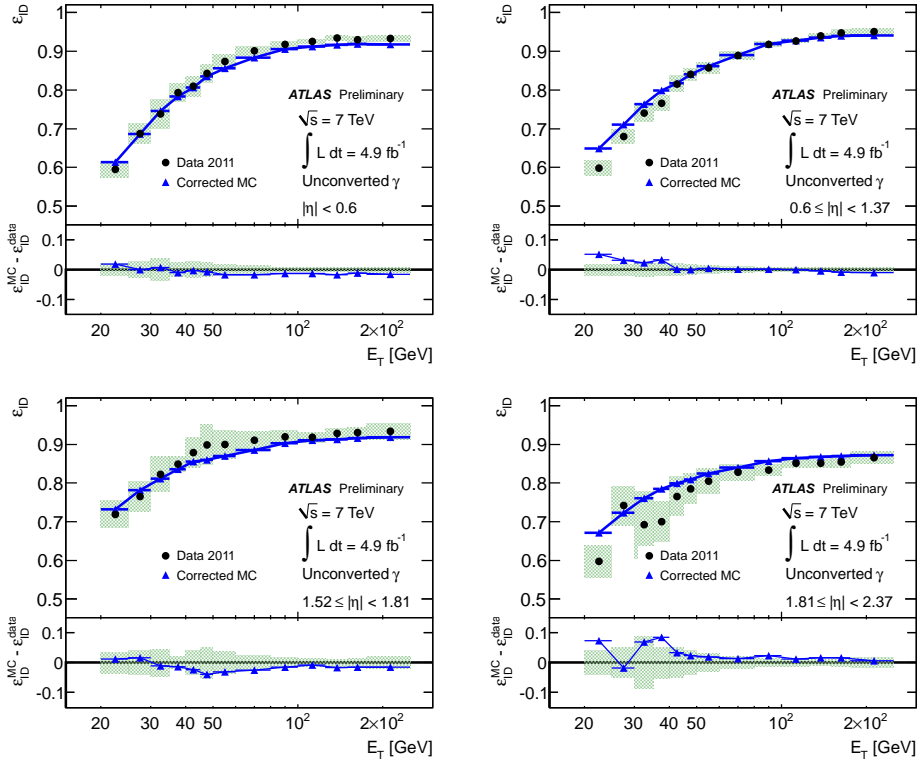 ε_ID
1
0.9
0.8
0.7
0.6
0.5
ATLAS Preliminary
√s = 7 TeV
∫ L dt = 4.9 fb⁻¹
Data 2011
Corrected MC
Unconverted γ
|η| < 0.6
ε_ID^MC - ε_ID^data
0.1
0
-0.1
20 30 40 50 10² 2×10²
E_T [GeV]
ε_ID
1
0.9
0.8
0.7
0.6
0.5
ATLAS Preliminary
√s = 7 TeV
∫ L dt = 4.9 fb⁻¹
Data 2011
Corrected MC
Unconverted γ
0.6 ≤ |η| < 1.37
ε_ID^MC - ε_ID^data
0.1
0
-0.1
20 30 40 50 10² 2×10²
E_T [GeV]
ε_ID
1
0.9
0.8
0.7
0.6
0.5
ATLAS Preliminary
√s = 7 TeV
∫ L dt = 4.9 fb⁻¹
Data 2011
Corrected MC
Unconverted γ
1.52 ≤ |η| < 1.81
ε_ID^MC - ε_ID^data
0.1
0
-0.1
20 30 40 50 10² 2×10²
E_T [GeV]
ε_ID
1
0.9
0.8
0.7
0.6
0.5
ATLAS Preliminary
√s = 7 TeV
∫ L dt = 4.9 fb⁻¹
Data 2011
Corrected MC
Unconverted γ
1.81 ≤ |η| < 2.37
ε_ID^MC - ε_ID^data
0.1
0
-0.1
20 30 40 50 10² 2×10²
E_T [GeV]